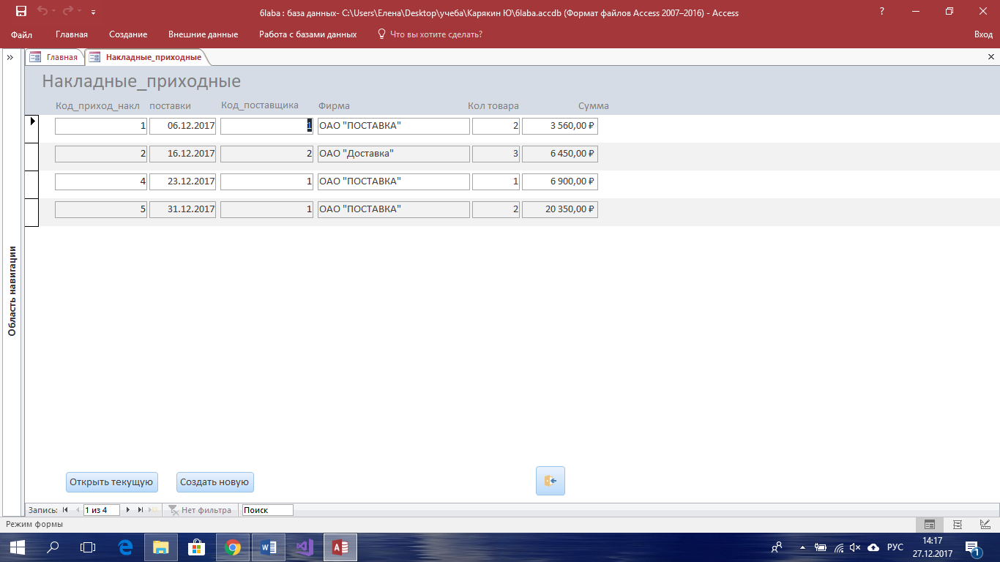 6laba : база данных- C:\Users\Елена\Desktop\учеба\Карякин Ю\6laba.accdb (Формат файлов Access 2007–2016) - Access
?
Файл Главная Создание Внешние данные Работа с базами данных Что вы хотите сделать? Вход
» Главная Накладные_приходные
Накладные_приходные
Код_приход_накл поставки Код_поставщика Фирма Кол товара Сумма
1 06.12.2017 1 ОАО "ПОСТАВКА" 2 3 560,00 ₽
2 16.12.2017 2 ОАО "Доставка" 3 6 450,00 ₽
4 23.12.2017 1 ОАО "ПОСТАВКА" 1 6 900,00 ₽
5 31.12.2017 1 ОАО "ПОСТАВКА" 2 20 350,00 ₽
Область навигации
Открыть текущую Создать новую
Запись: 1 из 4 Нет фильтра Поиск
Режим формы
РУС 14:17
27.12.2017 1